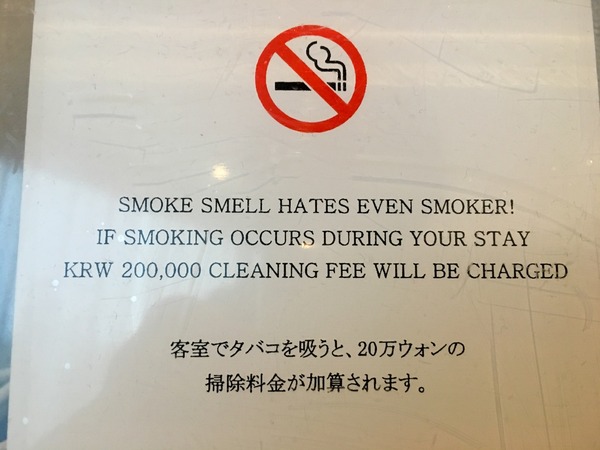 SMOKE SMELL HATES EVEN SMOKER!
IF SMOKING OCCURS DURING YOUR STAY
KRW 200,000 CLEANING FEE WILL BE CHARGED
客室でタバコを吸うと、20万ウォンの
掃除料金が加算されます。